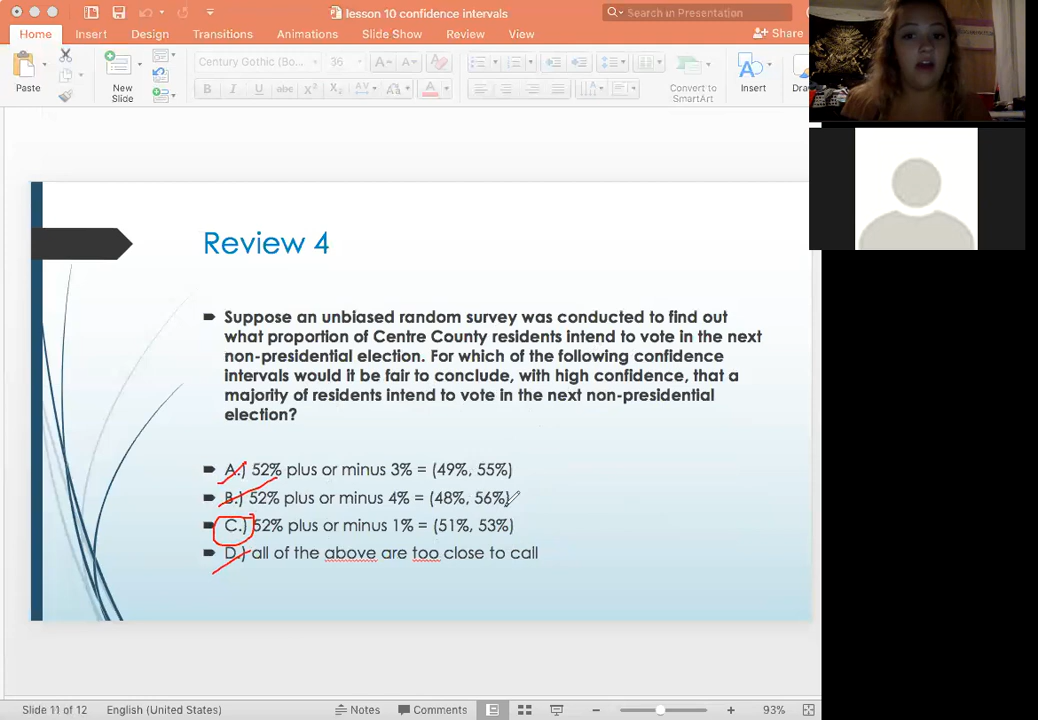 lesson 10 confidence intervals
Search in Presentation
Home Insert Design Transitions Animations Slide Show Review View Share
Paste New Slide Century Gothic (Bo... 36 Convert to SmartArt Insert
Review 4
Suppose an unbiased random survey was conducted to find out
what proportion of Centre County residents intend to vote in the next
non-presidential election. For which of the following confidence
intervals would it be fair to conclude, with high confidence, that a
majority of residents intend to vote in the next non-presidential
election?
A.) 52% plus or minus 3% = (49%, 55%)
B.) 52% plus or minus 4% = (48%, 56%)
C.) 52% plus or minus 1% = (51%, 53%)
D.) all of the above are too close to call
Slide 11 of 12 English (United States) Notes Comments 93%